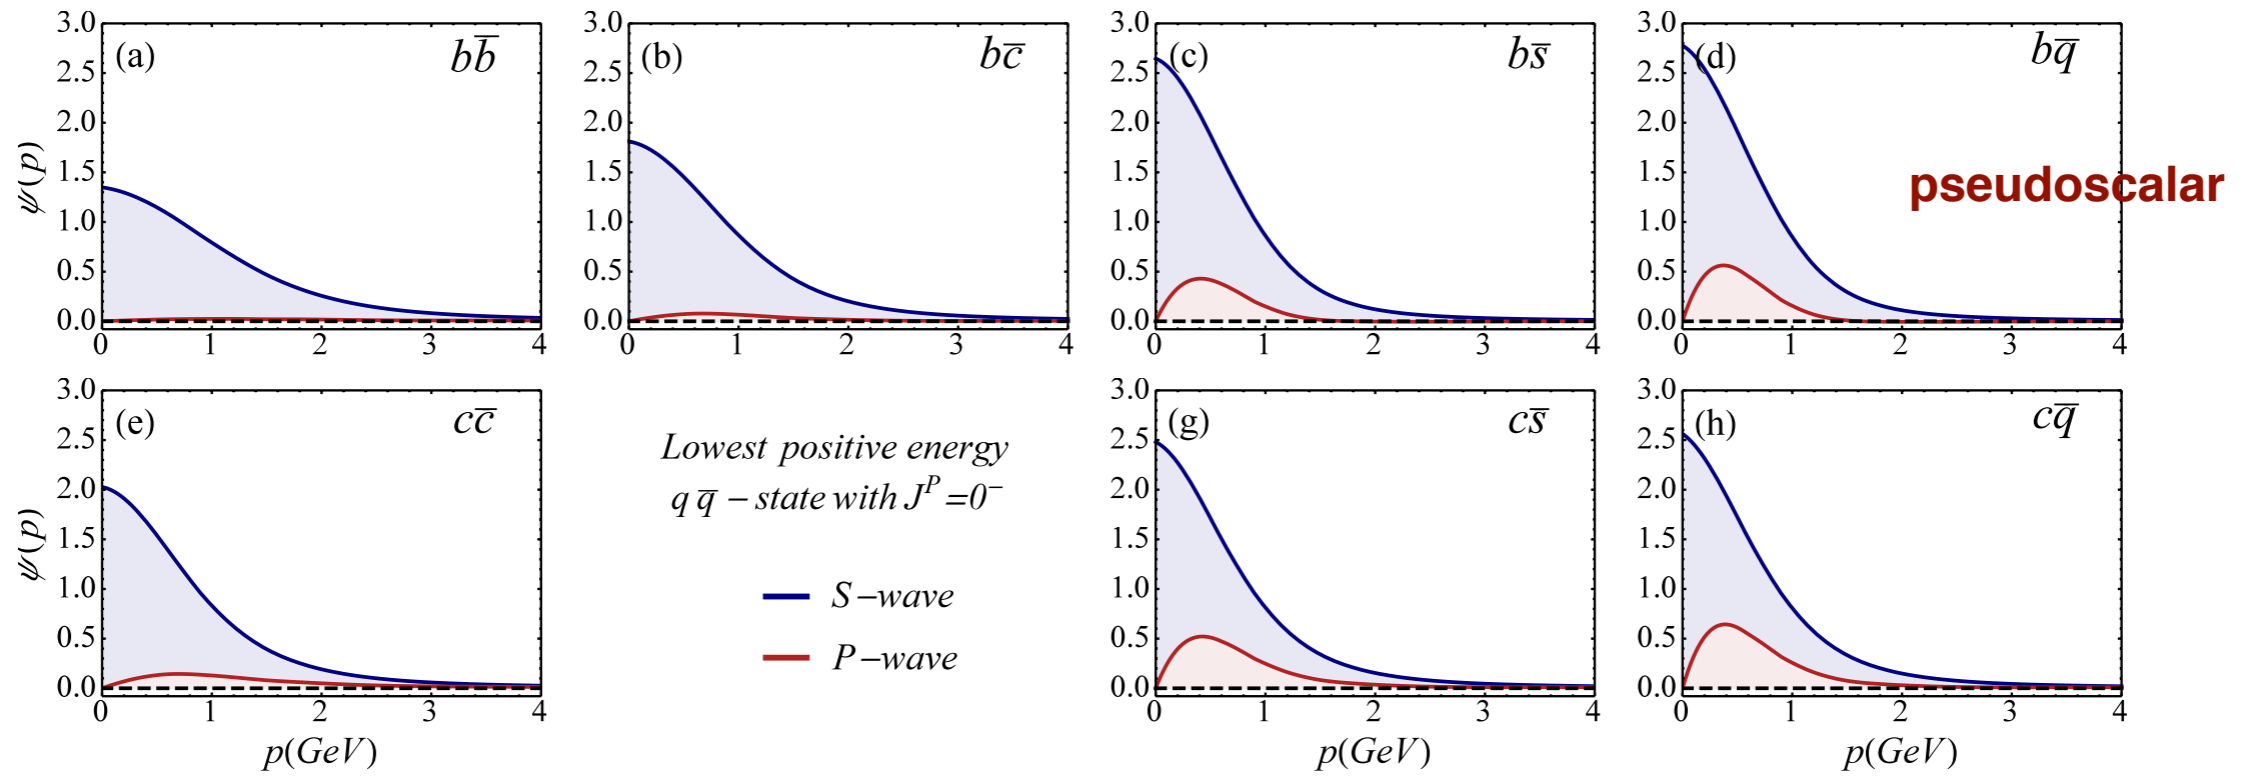 (a) b b̅
(b) b c̅
(c) b s̅
(d) b q̅
3.0 2.5 2.0 1.5 1.0 0.5 0.0
3.0 2.5 2.0 1.5 1.0 0.5 0.0
3.0 2.5 2.0 1.5 1.0 0.5 0.0
3.0 2.5 2.0 1.5 1.0 0.5 0.0
ψ(p)
pseudoscalar
0 1 2 3 4
0 1 2 3 4
0 1 2 3 4
0 1 2 3 4
(e) c c̅
Lowest positive energy
q q̅ – state with J^P =0^–
S–wave
P–wave
(g) c s̅
(h) c q̅
3.0 2.5 2.0 1.5 1.0 0.5 0.0
3.0 2.5 2.0 1.5 1.0 0.5 0.0
3.0 2.5 2.0 1.5 1.0 0.5 0.0
ψ(p)
0 1 2 3 4
0 1 2 3 4
0 1 2 3 4
p(GeV)
p(GeV)
p(GeV)